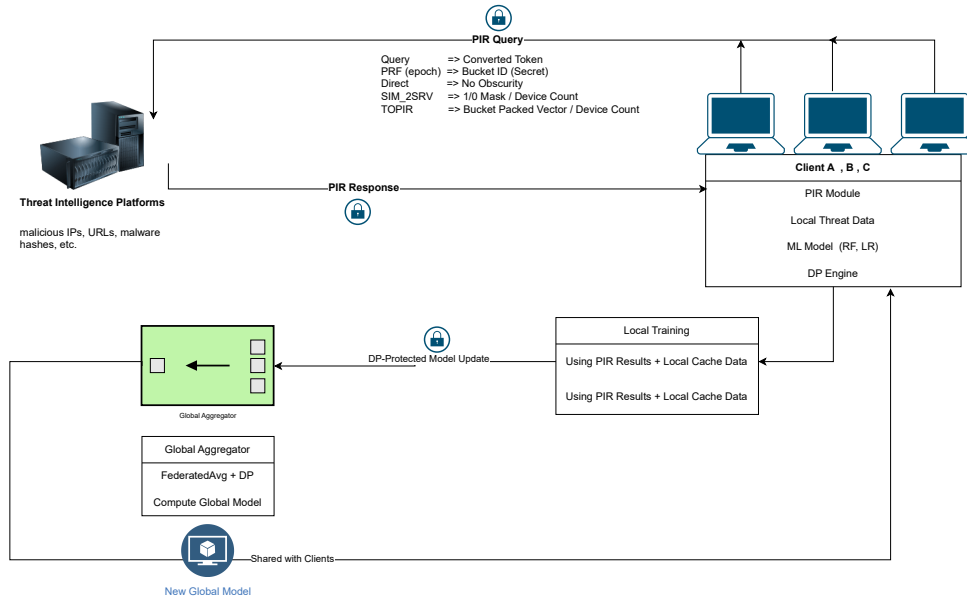 PIR Query
Query => Converted Token
PRF (epoch) => Bucket ID (Secret)
Direct => No Obscurity
SIM_2SRV => 1/0 Mask / Device Count
TOPIR => Bucket Packed Vector / Device Count
Threat Intelligence Platforms
malicious IPs, URLs, malware
hashes, etc.
PIR Response
Client A , B , C
PIR Module
Local Threat Data
ML Model (RF, LR)
DP Engine
Local Training
Using PIR Results + Local Cache Data
Using PIR Results + Local Cache Data
DP-Protected Model Update
Global Aggregator
Global Aggregator
FederatedAvg + DP
Compute Global Model
Shared with Clients
New Global Model